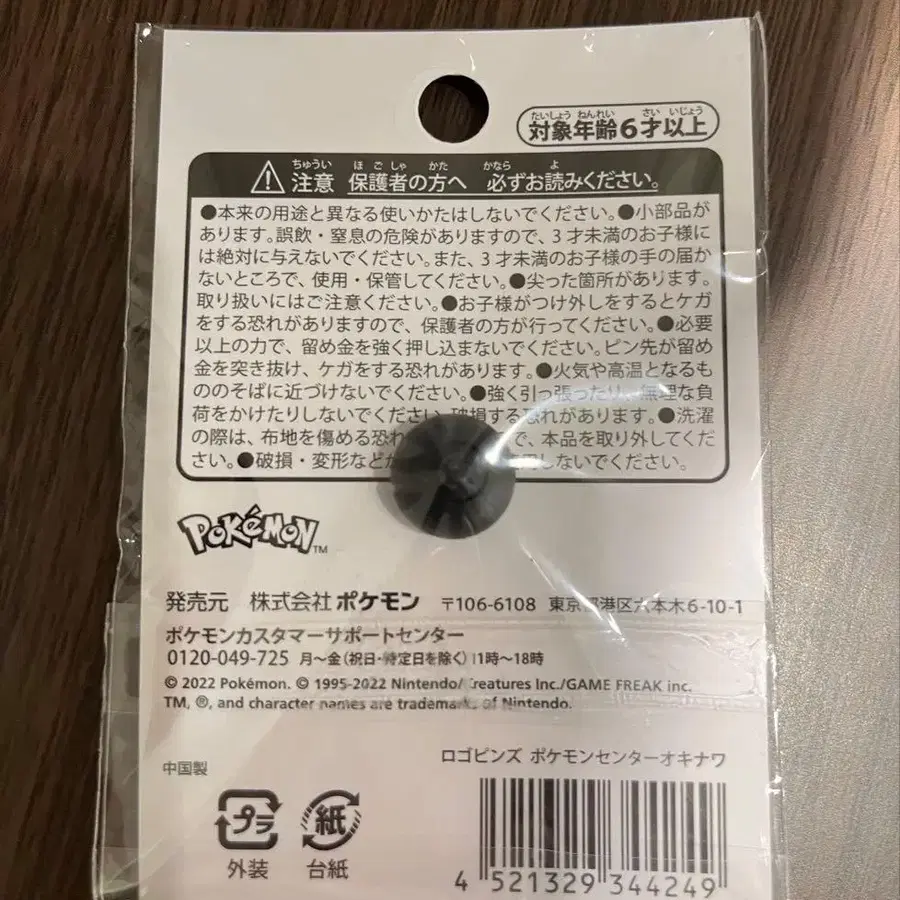 対象年齢6才以上
たいしょう ねんれい さい いじょう
ちゅうい ほごしゃ かた かなら よ
⚠注意 保護者の方へ 必ずお読みください。
●本来の用途と異なる使いかたはしないでください。●小部品が
あります。誤飲・窒息の危険がありますので、3才未満のお子様に
は絶対に与えないでください。また、3才未満のお子様の手の届か
ないところで、使用・保管してください。●尖った箇所があります。
取り扱いにはご注意ください。●お子様がつけ外しをするとケガ
をする恐れがありますので、保護者の方が行ってください。●必要
以上の力で、留め金を強く押し込まないでください。ピン先が留め
金を突き抜け、ケガをする恐れがあります。●火気や高温となるも
ののそばに近づけないでください。●強く引っ張ったり、無理な負
荷をかけたりしないでください。破損する恐れがあります。●洗濯
の際は、布地を傷める恐れ で、本品を取り外してくだ
さい。●破損・変形など 用しないでください。
POKéMON™
発売元 株式会社ポケモン 〒106-6108 東京都港区六本木6-10-1
ポケモンカスタマーサポートセンター
0120-049-725 月〜金(祝日・特定日を除く)11時〜18時
© 2022 Pokémon. © 1995-2022 Nintendo/Creatures Inc./GAME FREAK inc.
TM, ®, and character names are trademarks of Nintendo.
ロゴピンズ ポケモンセンターオキナワ
中国製
プラ 紙
外装 台紙
4 521329 344249